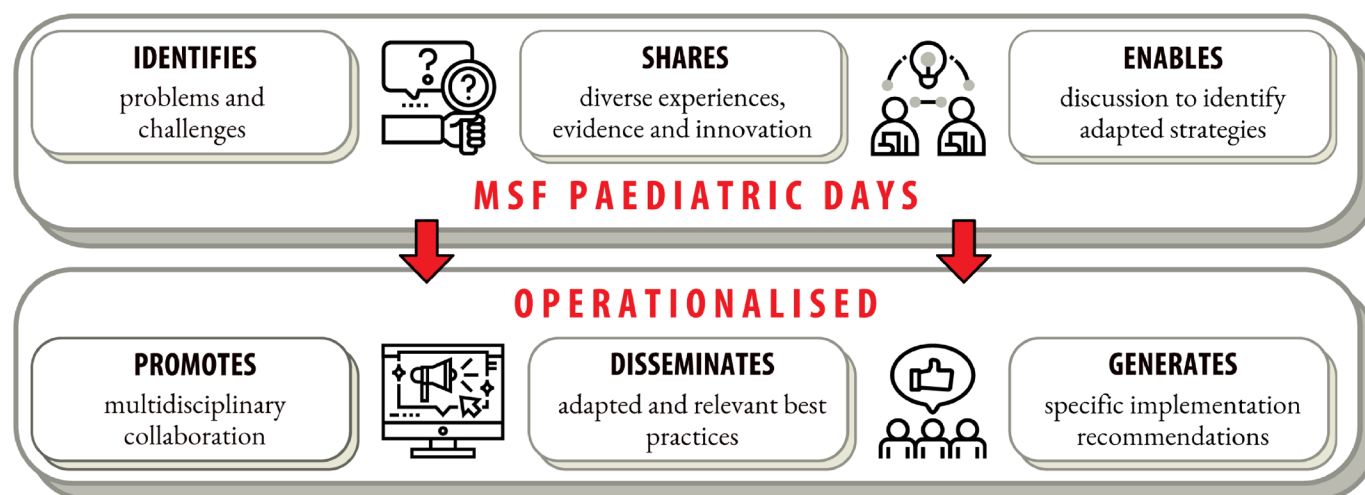 IDENTIFIES
problems and
challenges
?
?
SHARES
diverse experiences,
evidence and innovation
ENABLES
discussion to identify
adapted strategies
MSF PAEDIATRIC DAYS
OPERATIONALISED
PROMOTES
multidisciplinary
collaboration
DISSEMINATES
adapted and relevant best
practices
GENERATES
specific implementation
recommendations